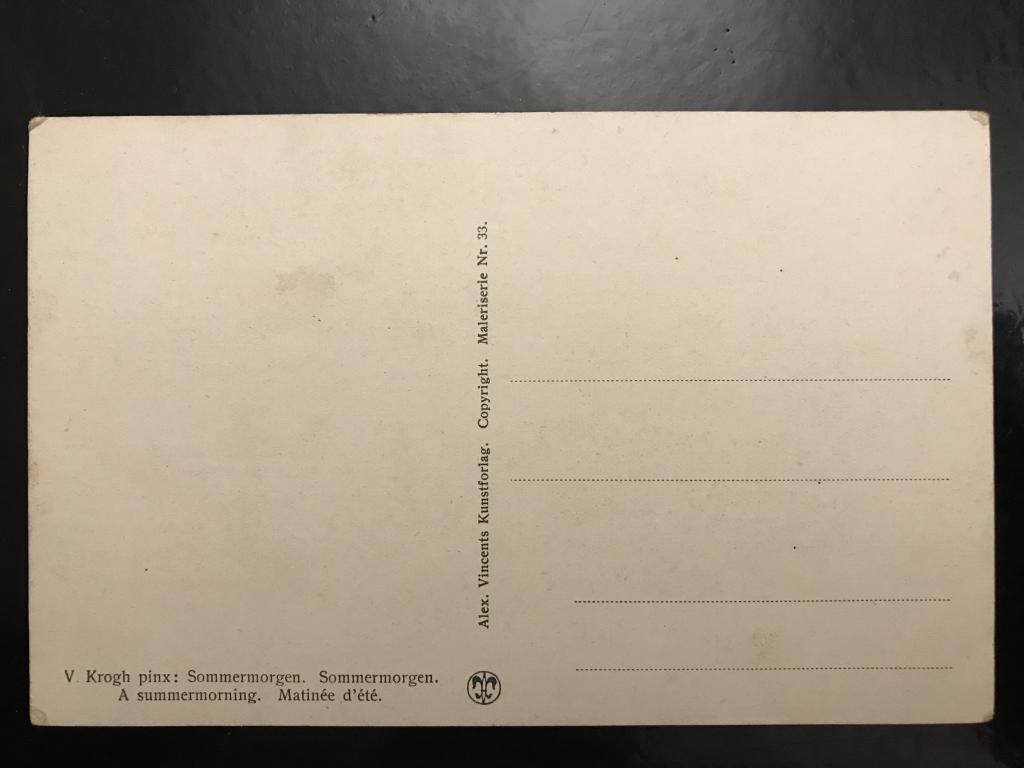 Alex. Vincents Kunstforlag. Copyright. Maleriserie Nr. 33.
V. Krogh pinx: Sommermorgen. Sommermorgen.
A summermorning. Matinée d'été.